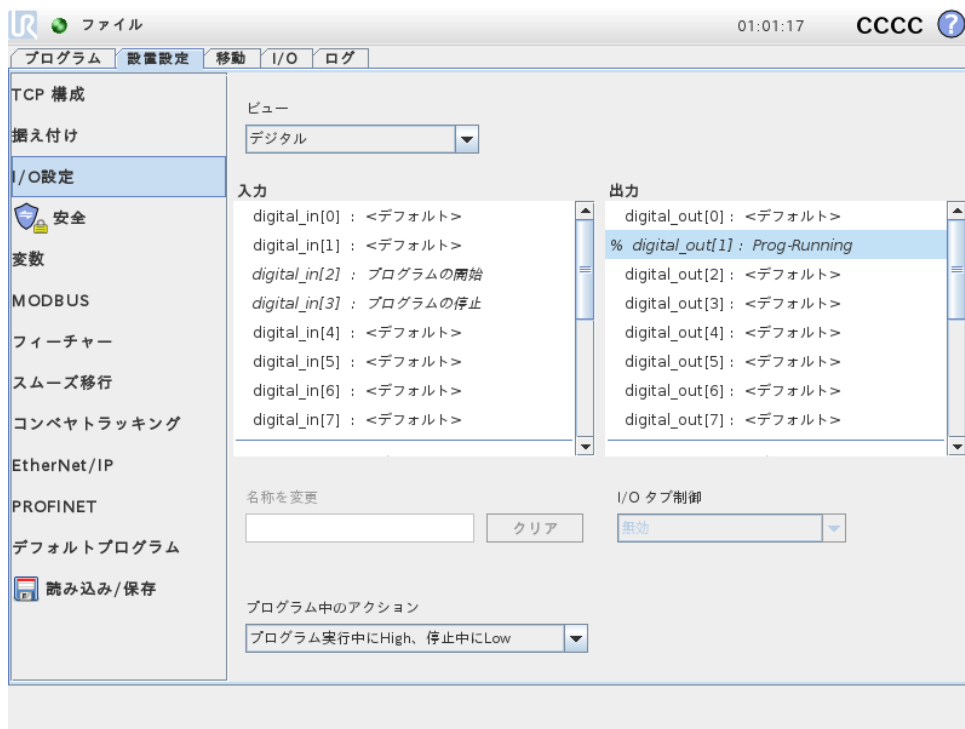 UR ファイル 01:01:17 CCCC ?
プログラム 設置設定 移動 I/O ログ
TCP 構成
据え付け
I/O設定
安全
変数
MODBUS
フィーチャー
スムーズ移行
コンベヤトラッキング
EtherNet/IP
PROFINET
デフォルトプログラム
読み込み/保存
ビュー
デジタル
入力
digital_in[0] : <デフォルト>
digital_in[1] : <デフォルト>
digital_in[2] : プログラムの開始
digital_in[3] : プログラムの停止
digital_in[4] : <デフォルト>
digital_in[5] : <デフォルト>
digital_in[6] : <デフォルト>
digital_in[7] : <デフォルト>
出力
digital_out[0] : <デフォルト>
% digital_out[1] : Prog-Running
digital_out[2] : <デフォルト>
digital_out[3] : <デフォルト>
digital_out[4] : <デフォルト>
digital_out[5] : <デフォルト>
digital_out[6] : <デフォルト>
digital_out[7] : <デフォルト>
名称を変更
クリア
I/O タブ制御
無効
プログラム中のアクション
プログラム実行中にHigh、停止中にLow